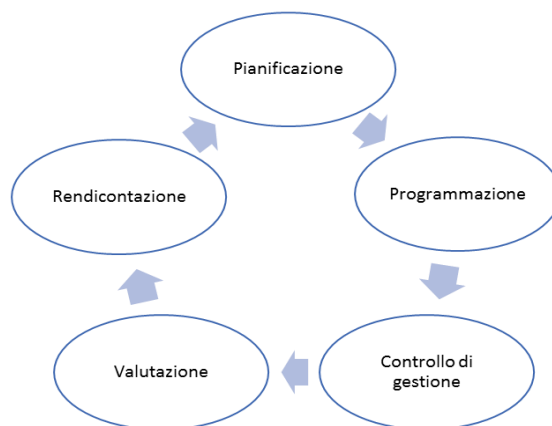 Pianificazione
Programmazione
Controllo di
gestione
Valutazione
Rendicontazione